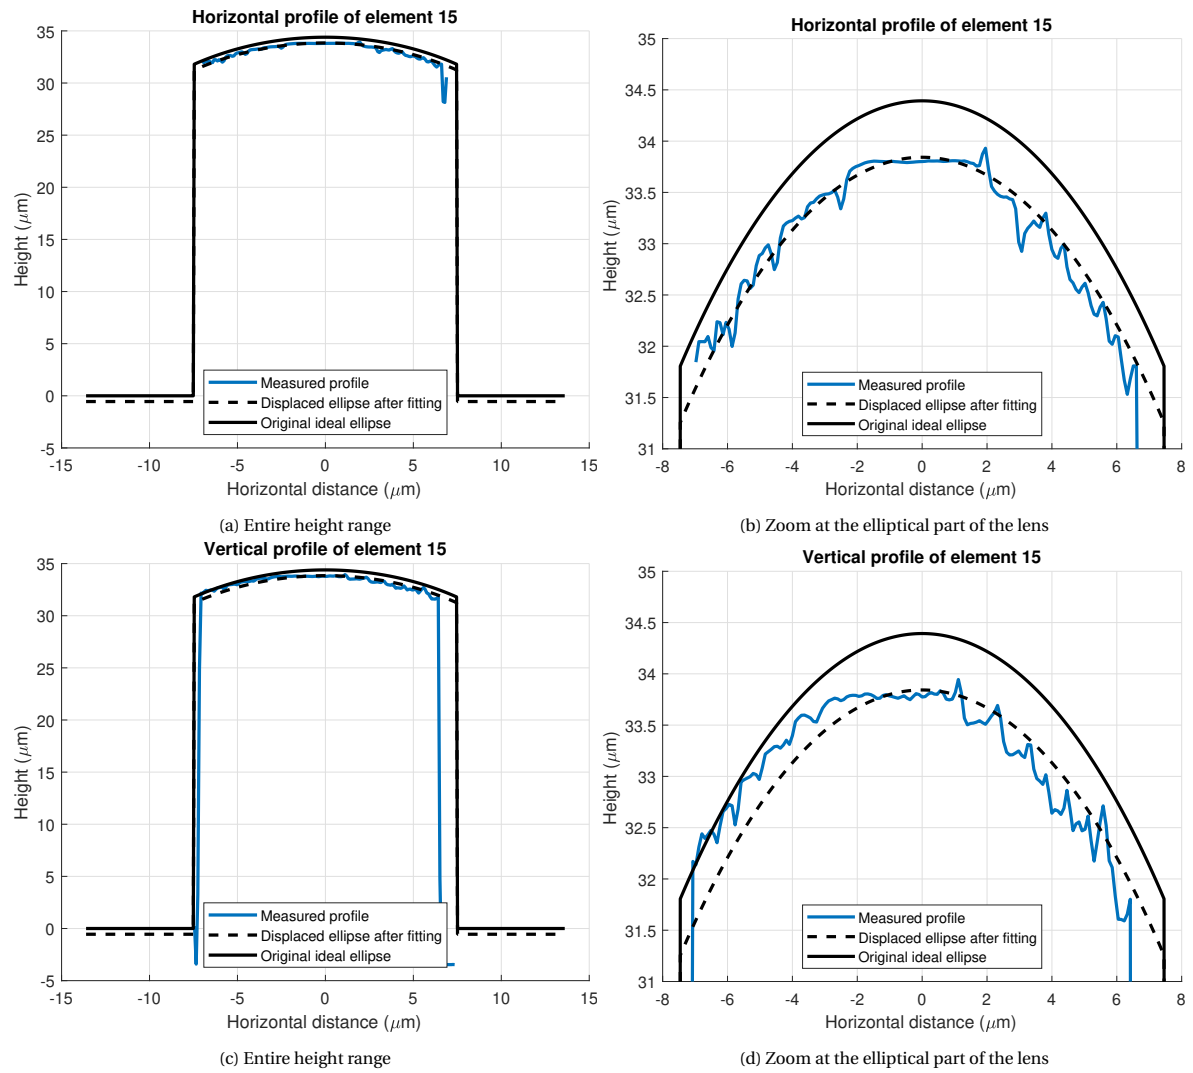 Horizontal profile of element 15
35
30
25
20
15
10
5
0
-5
Height (μm)
Measured profile
Displaced ellipse after fitting
Original ideal ellipse
-15 -10 -5 0 5 10 15
Horizontal distance (μm)
(a) Entire height range
Horizontal profile of element 15
35
34.5
34
33.5
33
32.5
32
31.5
31
Height (μm)
Measured profile
Displaced ellipse after fitting
Original ideal ellipse
-8 -6 -4 -2 0 2 4 6 8
Horizontal distance (μm)
(b) Zoom at the elliptical part of the lens
Vertical profile of element 15
35
30
25
20
15
10
5
0
-5
Height (μm)
Measured profile
Displaced ellipse after fitting
Original ideal ellipse
-15 -10 -5 0 5 10 15
Horizontal distance (μm)
(c) Entire height range
Vertical profile of element 15
35
34.5
34
33.5
33
32.5
32
31.5
31
Height (μm)
Measured profile
Displaced ellipse after fitting
Original ideal ellipse
-8 -6 -4 -2 0 2 4 6 8
Horizontal distance (μm)
(d) Zoom at the elliptical part of the lens